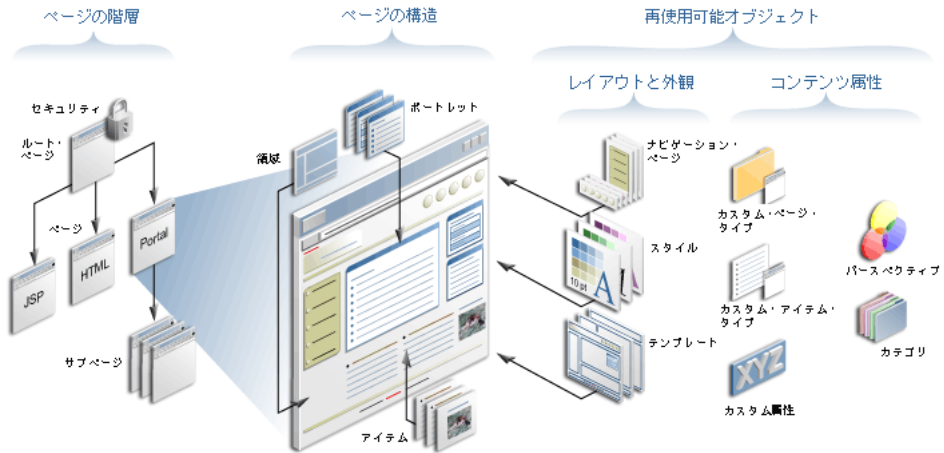 ページの階層
ページの構造
再使用可能オブジェクト
レイアウトと外観
コンテンツ属性
セキュリティ
ルート・
ページ
ページ
JSP
HTML
Portal
サブページ
領域
ポートレット
アイテム
ナビゲーション・
ページ
スタイル
10 pt
A
テンプレート
カスタム・ページ・
タイプ
カスタム・アイテム・
タイプ
XYZ
カスタム属性
パースペクティブ
カテゴリ